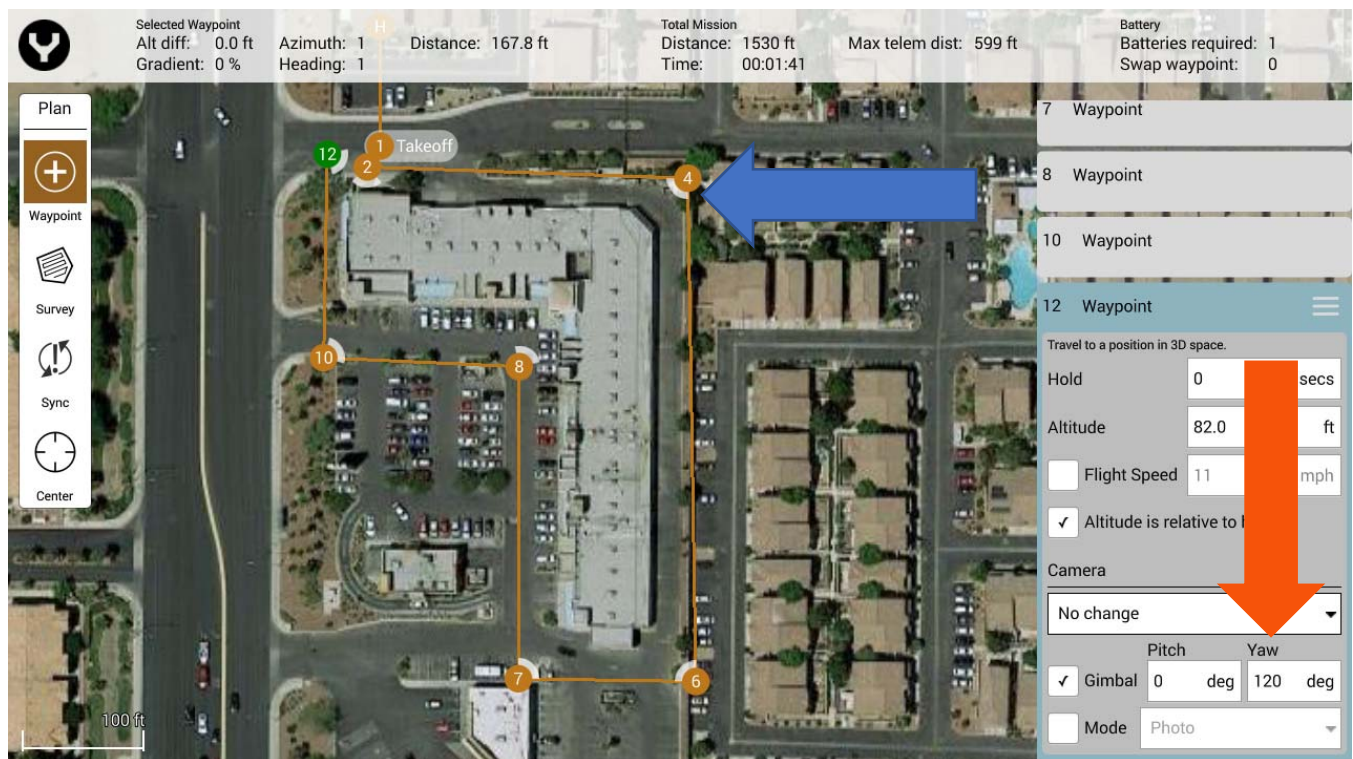 Selected Waypoint
Alt diff: 0.0 ft Azimuth: 1 Distance: 167.8 ft
Gradient: 0 % Heading: 1
Total Mission
Distance: 1530 ft Max telem dist: 599 ft
Time: 00:01:41
Battery
Batteries required: 1
Swap waypoint: 0
H
Plan
Waypoint
Survey
Sync
Center
1 Takeoff
12
2
4
10
8
7
6
100 ft
7 Waypoint
8 Waypoint
10 Waypoint
12 Waypoint
Travel to a position in 3D space.
Hold 0 secs
Altitude 82.0 ft
Flight Speed 11 mph
Altitude is relative to
Camera
No change
Pitch Yaw
Gimbal 0 deg 120 deg
Mode Photo